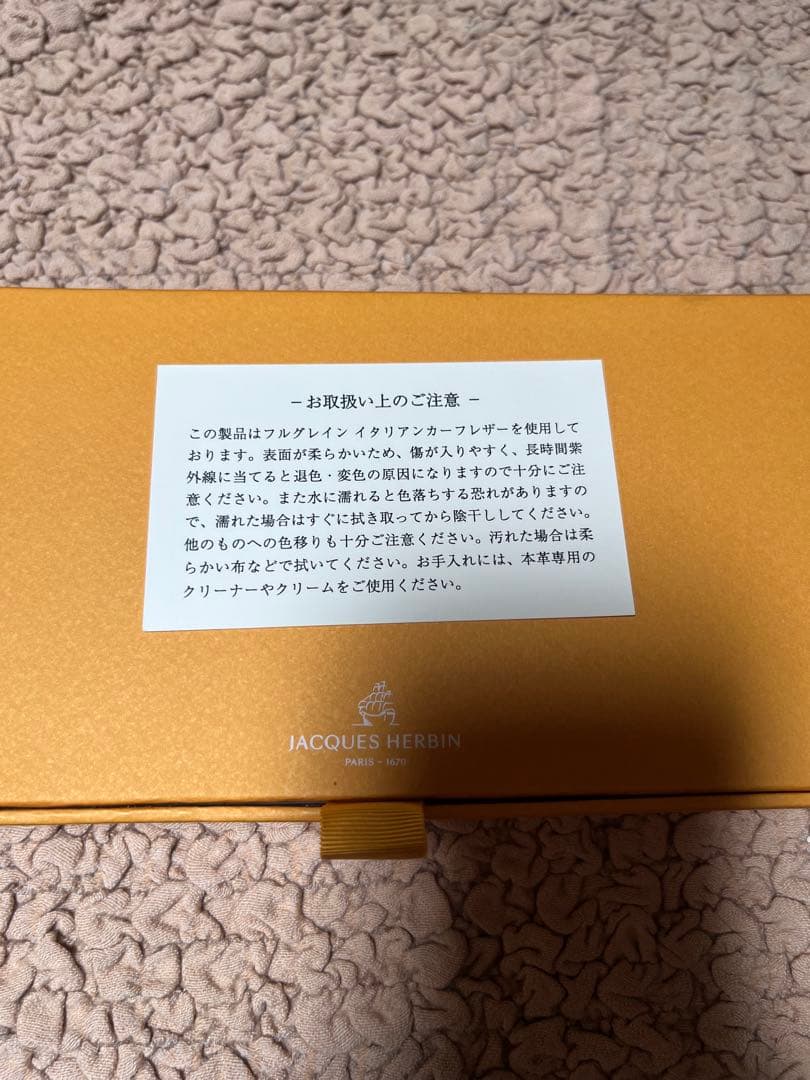 − お取扱い上のご注意 −
この製品はフルグレイン イタリアンカーフレザーを使用して
おります。表面が柔らかいため、傷が入りやすく、長時間紫
外線に当てると退色・変色の原因になりますので十分にご注
意ください。また水に濡れると色落ちする恐れがありますの
で、濡れた場合はすぐに拭き取ってから陰干ししてください。
他のものへの色移りも十分ご注意ください。汚れた場合は柔
らかい布などで拭いてください。お手入れには、本革専用の
クリーナーやクリームをご使用ください。
JACQUES HERBIN
PARIS - 1670